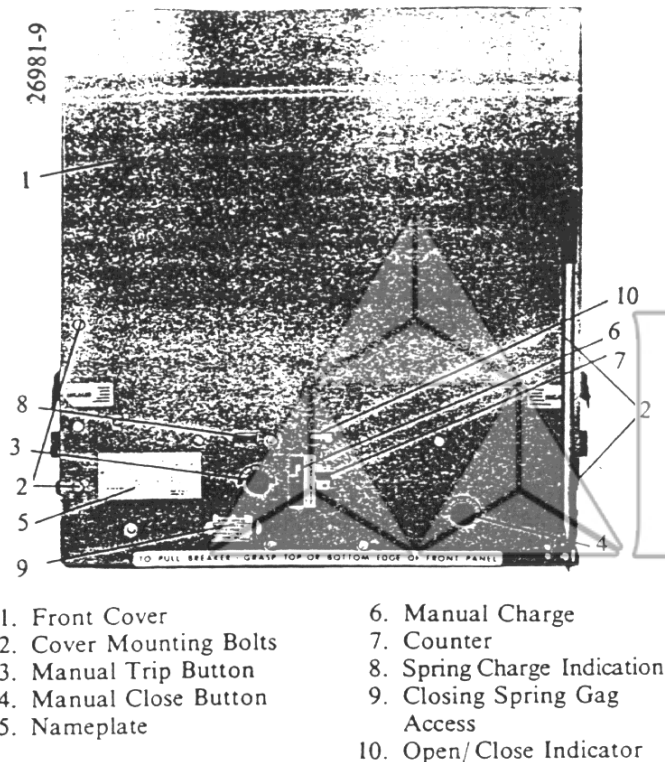 26981-9
1
10
6
7
8
2
3
2
5
4
9
TO PULL BREAKER - GRASP TOP OR BOTTOM EDGE OF FRONT PANEL
1. Front Cover
2. Cover Mounting Bolts
3. Manual Trip Button
4. Manual Close Button
5. Nameplate
6. Manual Charge
7. Counter
8. Spring Charge Indication
9. Closing Spring Gag
Access
10. Open/Close Indicator